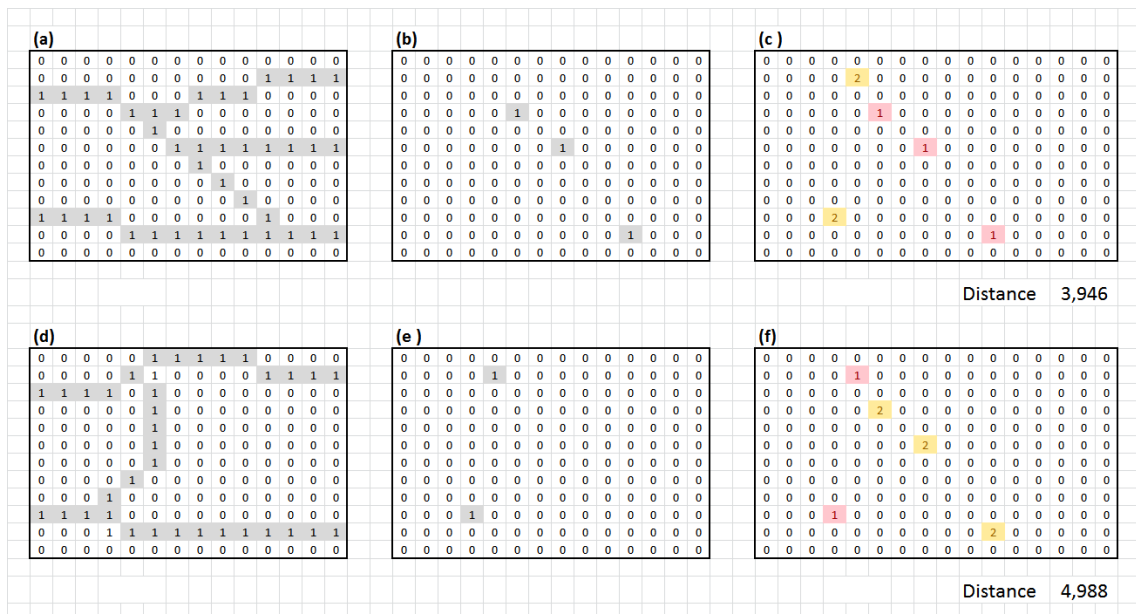 (a) (b) (c )
0 0 0 0 0 0 0 0 0 0 0 0 0 0 0 0 0 0 0 0 0 0 0 0 0 0 0 0 0 0 0 0 0 0 0 0 0 0 0 0 0 0
0 0 0 0 0 0 0 0 0 0 1 1 1 1 0 0 0 0 0 0 0 0 0 0 0 0 0 0 0 0 0 0 2 0 0 0 0 0 0 0 0 0
1 1 1 1 0 0 0 1 1 1 0 0 0 0 0 0 0 0 0 0 0 0 0 0 0 0 0 0 0 0 0 0 0 0 0 0 0 0 0 0 0 0
0 0 0 0 1 1 1 0 0 0 0 0 0 0 0 0 0 0 0 1 0 0 0 0 0 0 0 0 0 0 0 0 0 1 0 0 0 0 0 0 0 0
0 0 0 0 0 1 0 0 0 0 0 0 0 0 0 0 0 0 0 0 0 0 0 0 0 0 0 0 0 0 0 0 0 0 0 0 0 0 0 0 0 0
0 0 0 0 0 0 1 1 1 1 1 1 1 1 0 0 0 0 0 0 0 1 0 0 0 0 0 0 0 0 0 0 0 0 0 1 0 0 0 0 0 0
0 0 0 0 0 0 0 1 0 0 0 0 0 0 0 0 0 0 0 0 0 0 0 0 0 0 0 0 0 0 0 0 0 0 0 0 0 0 0 0 0 0
0 0 0 0 0 0 0 0 1 0 0 0 0 0 0 0 0 0 0 0 0 0 0 0 0 0 0 0 0 0 0 0 0 0 0 0 0 0 0 0 0 0
0 0 0 0 0 0 0 0 0 1 0 0 0 0 0 0 0 0 0 0 0 0 0 0 0 0 0 0 0 0 0 0 0 0 0 0 0 0 0 0 0 0
1 1 1 1 0 0 0 0 0 0 1 0 0 0 0 0 0 0 0 0 0 0 0 0 0 0 0 0 0 0 0 2 0 0 0 0 0 0 0 0 0 0
0 0 0 0 1 1 1 1 1 1 1 1 1 1 0 0 0 0 0 0 0 0 0 0 1 0 0 0 0 0 0 0 0 0 0 0 0 0 1 0 0 0
0 0 0 0 0 0 0 0 0 0 0 0 0 0 0 0 0 0 0 0 0 0 0 0 0 0 0 0 0 0 0 0 0 0 0 0 0 0 0 0 0 0
Distance 3,946
(d) (e ) (f)
0 0 0 0 0 1 1 1 1 1 0 0 0 0 0 0 0 0 0 0 0 0 0 0 0 0 0 0 0 0 0 0 0 0 0 0 0 0 0 0 0 0
0 0 0 0 1 1 0 0 0 0 1 1 1 1 0 0 0 0 1 0 0 0 0 0 0 0 0 0 0 0 0 0 1 0 0 0 0 0 0 0 0 0
1 1 1 1 0 1 0 0 0 0 0 0 0 0 0 0 0 0 0 0 0 0 0 0 0 0 0 0 0 0 0 0 0 0 0 0 0 0 0 0 0 0
0 0 0 0 0 1 0 0 0 0 0 0 0 0 0 0 0 0 0 0 0 0 0 0 0 0 0 0 0 0 0 0 0 2 0 0 0 0 0 0 0 0
0 0 0 0 0 1 0 0 0 0 0 0 0 0 0 0 0 0 0 0 0 0 0 0 0 0 0 0 0 0 0 0 0 0 0 0 0 0 0 0 0 0
0 0 0 0 0 1 0 0 0 0 0 0 0 0 0 0 0 0 0 0 0 0 0 0 0 0 0 0 0 0 0 0 0 0 0 2 0 0 0 0 0 0
0 0 0 0 0 1 0 0 0 0 0 0 0 0 0 0 0 0 0 0 0 0 0 0 0 0 0 0 0 0 0 0 0 0 0 0 0 0 0 0 0 0
0 0 0 0 1 0 0 0 0 0 0 0 0 0 0 0 0 0 0 0 0 0 0 0 0 0 0 0 0 0 0 0 0 0 0 0 0 0 0 0 0 0
0 0 0 1 0 0 0 0 0 0 0 0 0 0 0 0 0 0 0 0 0 0 0 0 0 0 0 0 0 0 0 0 0 0 0 0 0 0 0 0 0 0
1 1 1 1 0 0 0 0 0 0 0 0 0 0 0 0 0 1 0 0 0 0 0 0 0 0 0 0 0 0 0 1 0 0 0 0 0 0 0 0 0 0
0 0 0 1 1 1 1 1 1 1 1 1 1 1 0 0 0 0 0 0 0 0 0 0 0 0 0 0 0 0 0 0 0 0 0 0 0 0 2 0 0 0
0 0 0 0 0 0 0 0 0 0 0 0 0 0 0 0 0 0 0 0 0 0 0 0 0 0 0 0 0 0 0 0 0 0 0 0 0 0 0 0 0 0
Distance 4,988